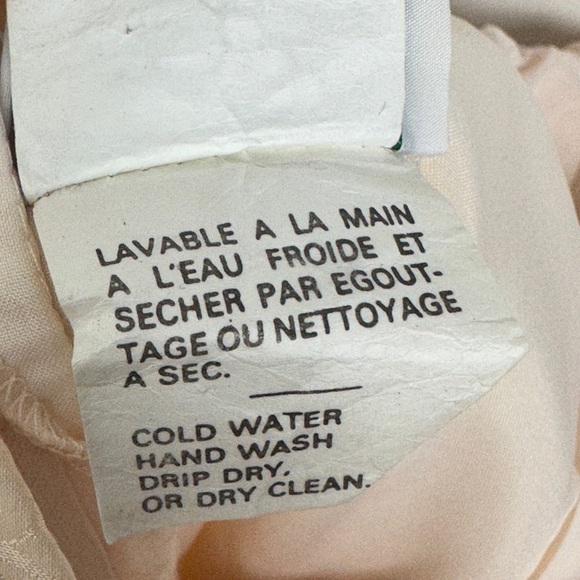 LAVABLE A LA MAIN
A L'EAU FROIDE ET
SECHER PAR EGOUT-
TAGE OU NETTOYAGE
A SEC.
COLD WATER
HAND WASH
DRIP DRY.
OR DRY CLEAN.